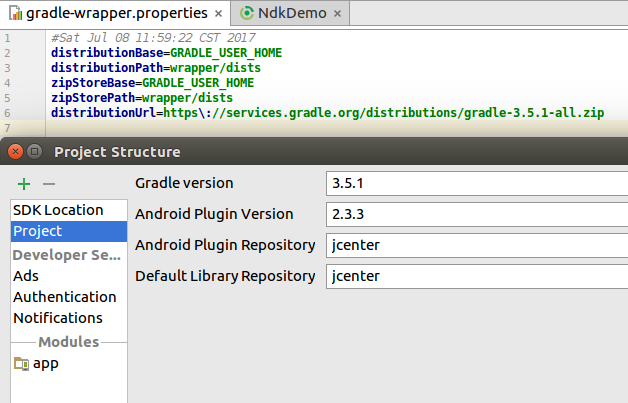 gradle-wrapper.properties × NdkDemo ×
1 #Sat Jul 08 11:59:22 CST 2017
2 distributionBase=GRADLE_USER_HOME
3 distributionPath=wrapper/dists
4 zipStoreBase=GRADLE_USER_HOME
5 zipStorePath=wrapper/dists
6 distributionUrl=https\://services.gradle.org/distributions/gradle-3.5.1-all.zip
7
Project Structure
Gradle version 3.5.1
SDK Location
Android Plugin Version 2.3.3
Project
Android Plugin Repository jcenter
Developer Se...
Default Library Repository jcenter
Ads
Authentication
Notifications
Modules
app